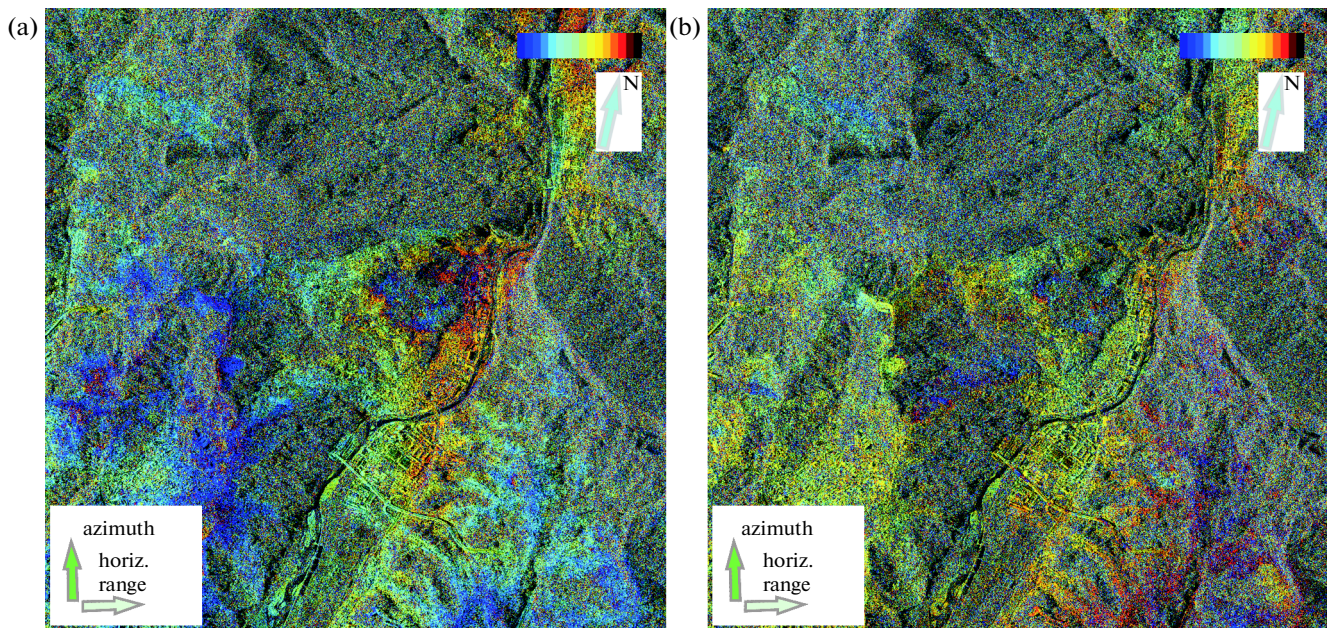 (a)
N
azimuth
horiz.
range
(b)
N
azimuth
horiz.
range